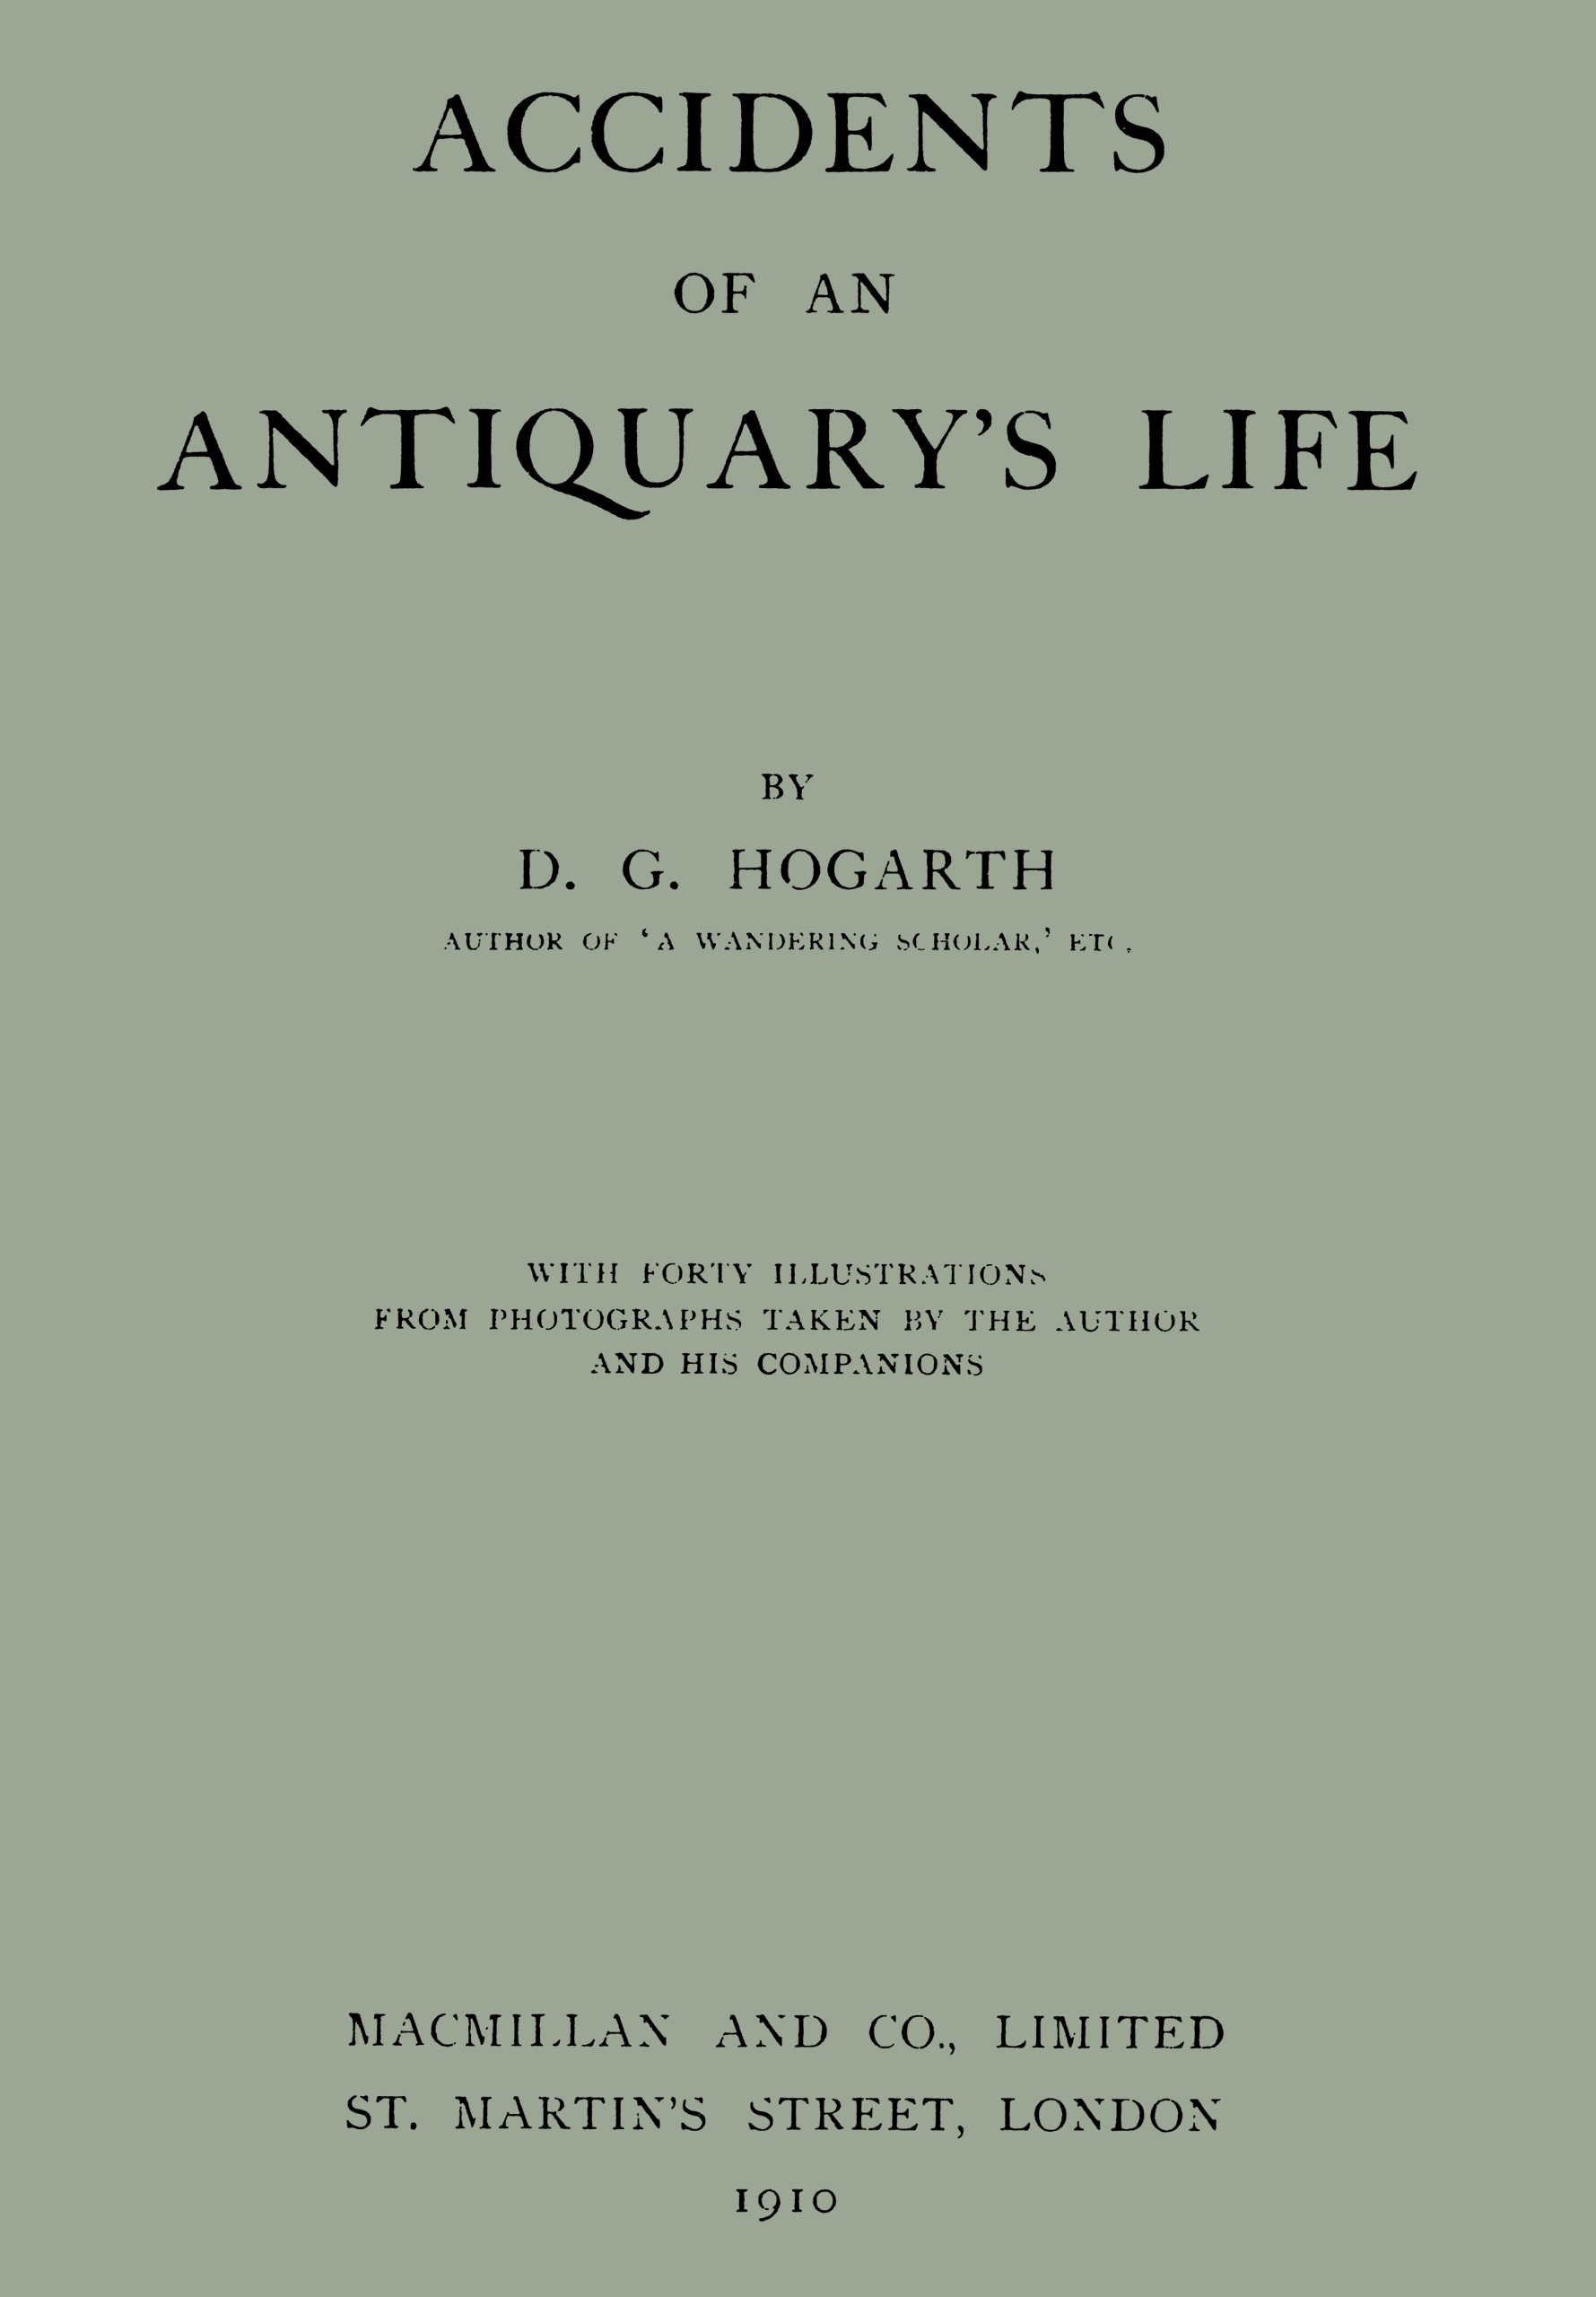 ACCIDENTS
OF AN
ANTIQUARY’S LIFE
BY
D. G. HOGARTH
AUTHOR OF ‘A WANDERING SCHOLAR,’ ETC.
WITH FORTY ILLUSTRATIONS
FROM PHOTOGRAPHS TAKEN BY THE AUTHOR
AND HIS COMPANIONS
MACMILLAN AND CO., LIMITED
ST. MARTIN’S STREET, LONDON
1910